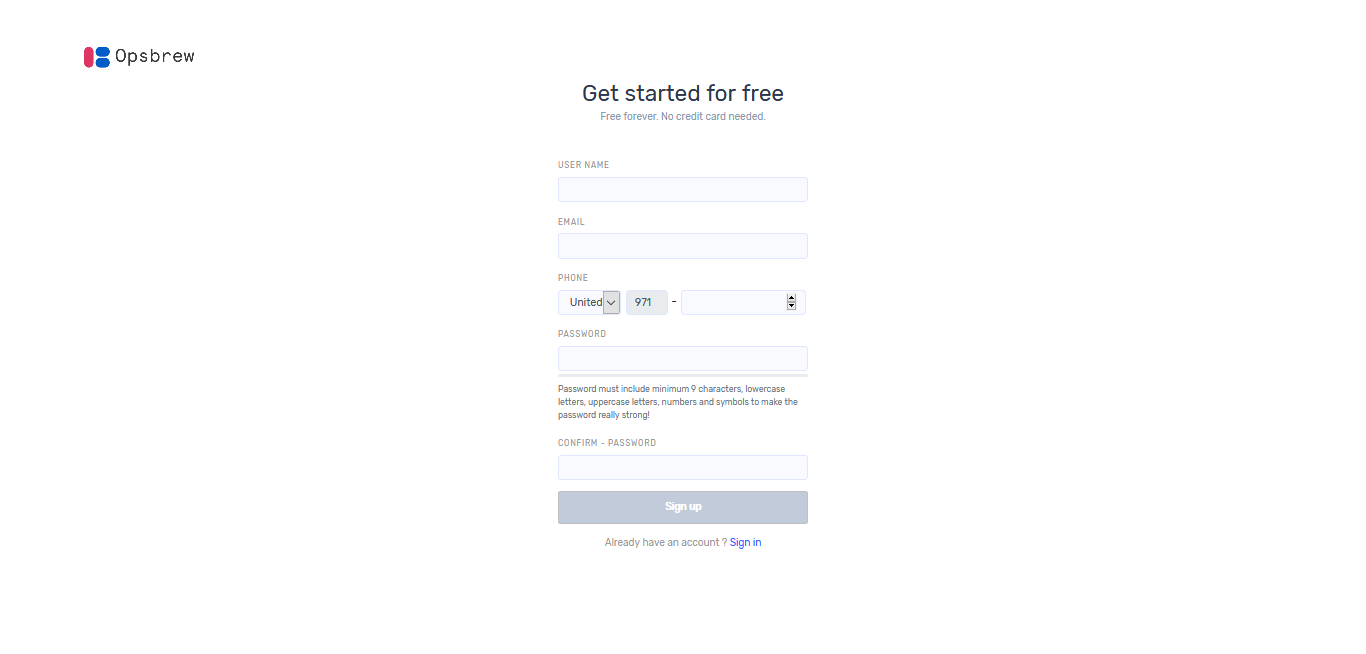 Opsbrew
Get started for free
Free forever. No credit card needed.
USER NAME
EMAIL
PHONE
United 971 -
PASSWORD
Password must include minimum 9 characters, lowercase
letters, uppercase letters, numbers and symbols to make the
password really strong!
CONFIRM - PASSWORD
Sign up
Already have an account ? Sign in